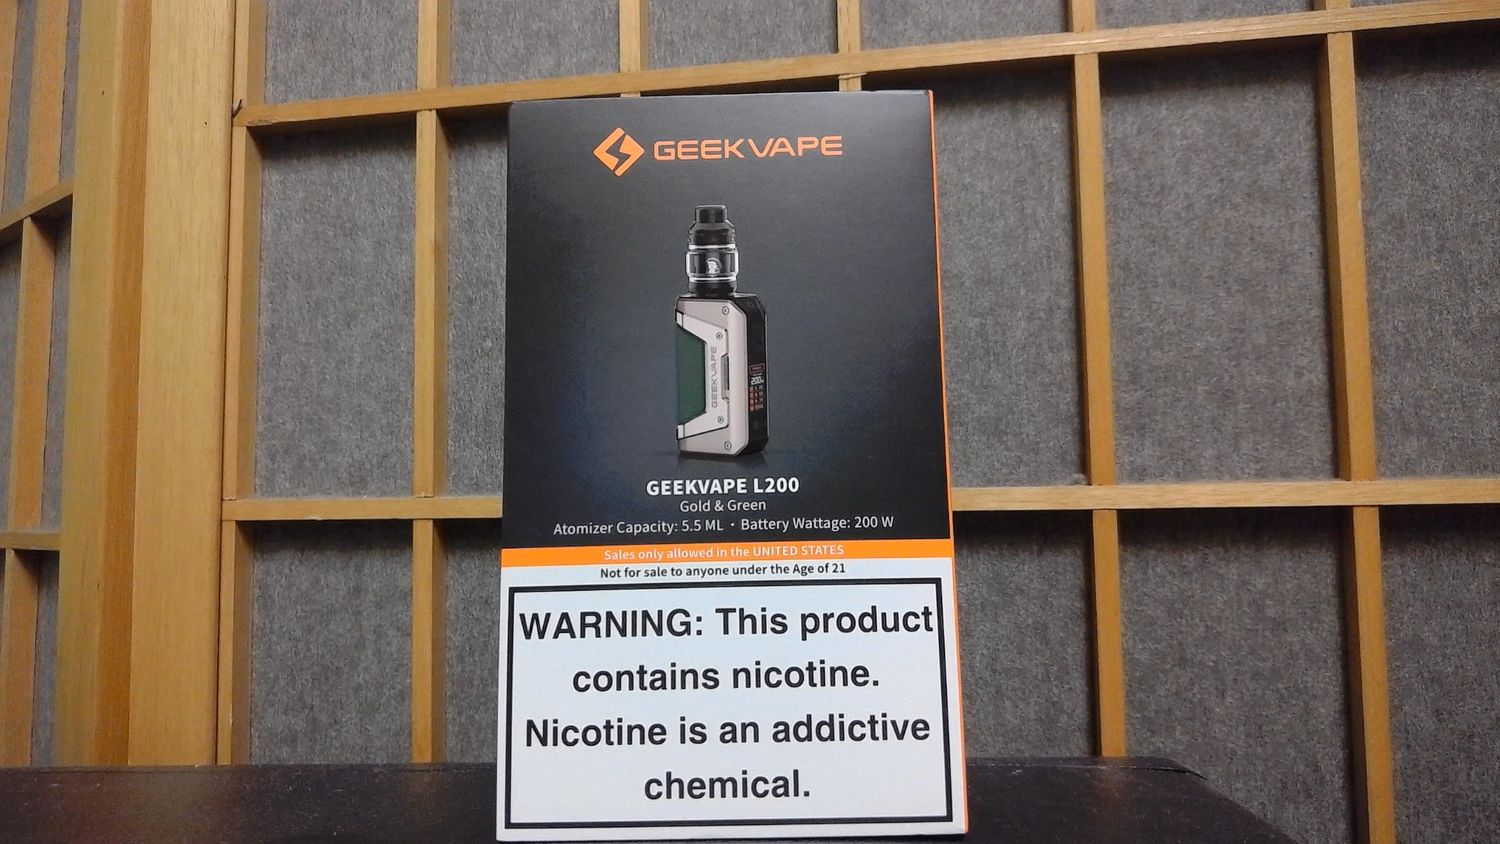 GEEKVAPE
GEEKVAPE
GEEKVAPE L200
Gold & Green
Atomizer Capacity: 5.5 ML · Battery Wattage: 200 W
Sales only allowed in the UNITED STATES
Not for sale to anyone under the Age of 21
WARNING: This product
contains nicotine.
Nicotine is an addictive
chemical.